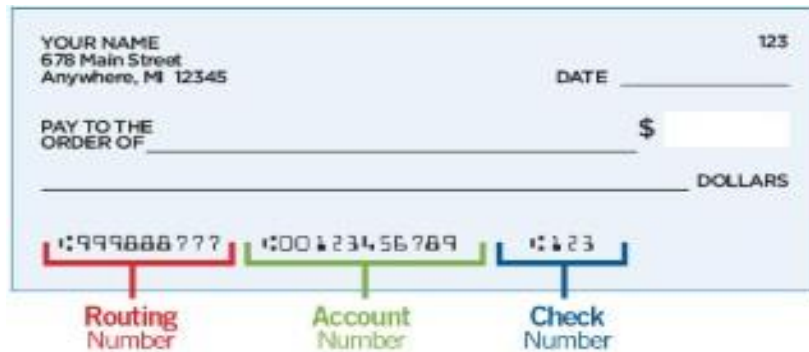 YOUR NAME
678 Main Street
Anywhere, MI 12345
123
DATE
PAY TO THE
ORDER OF
$
DOLLARS
⑆999888777 ⑆00123456789 ⑆123
Routing
Number
Account
Number
Check
Number